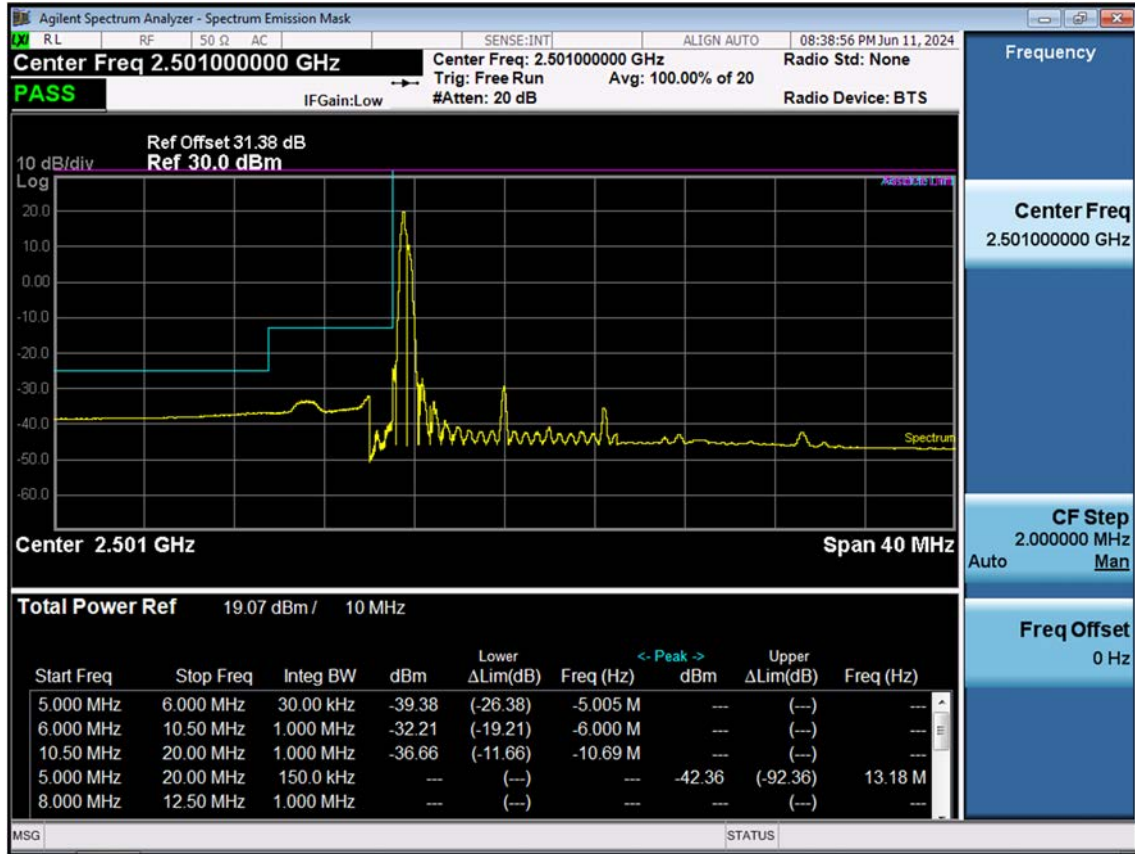 Agilent Spectrum Analyzer - Spectrum Emission Mask
LXI RL RF 50 Ω AC SENSE:INT ALIGN AUTO 08:38:56 PM Jun 11, 2024
Center Freq 2.501000000 GHz Center Freq: 2.501000000 GHz Radio Std: None
Trig: Free Run Avg: 100.00% of 20
PASS IFGain:Low #Atten: 20 dB Radio Device: BTS
Ref Offset 31.38 dB
10 dB/div Ref 30.0 dBm
Log
Absolute Limit
20.0
10.0
0.00
-10.0
-20.0
-30.0
-40.0
Spectrum
-50.0
-60.0
Center 2.501 GHz Span 40 MHz
Total Power Ref 19.07 dBm / 10 MHz
Lower <- Peak -> Upper
Start Freq Stop Freq Integ BW dBm ΔLim(dB) Freq (Hz) dBm ΔLim(dB) Freq (Hz)
5.000 MHz 6.000 MHz 30.00 kHz -39.38 (-26.38) -5.005 M --- (---) ---
6.000 MHz 10.50 MHz 1.000 MHz -32.21 (-19.21) -6.000 M --- (---) ---
10.50 MHz 20.00 MHz 1.000 MHz -36.66 (-11.66) -10.69 M --- (---) ---
5.000 MHz 20.00 MHz 150.0 kHz --- (---) --- -42.36 (-92.36) 13.18 M
8.000 MHz 12.50 MHz 1.000 MHz --- (---) --- --- (---) ---
MSG STATUS
Frequency
Center Freq
2.501000000 GHz
CF Step
2.000000 MHz
Auto Man
Freq Offset
0 Hz